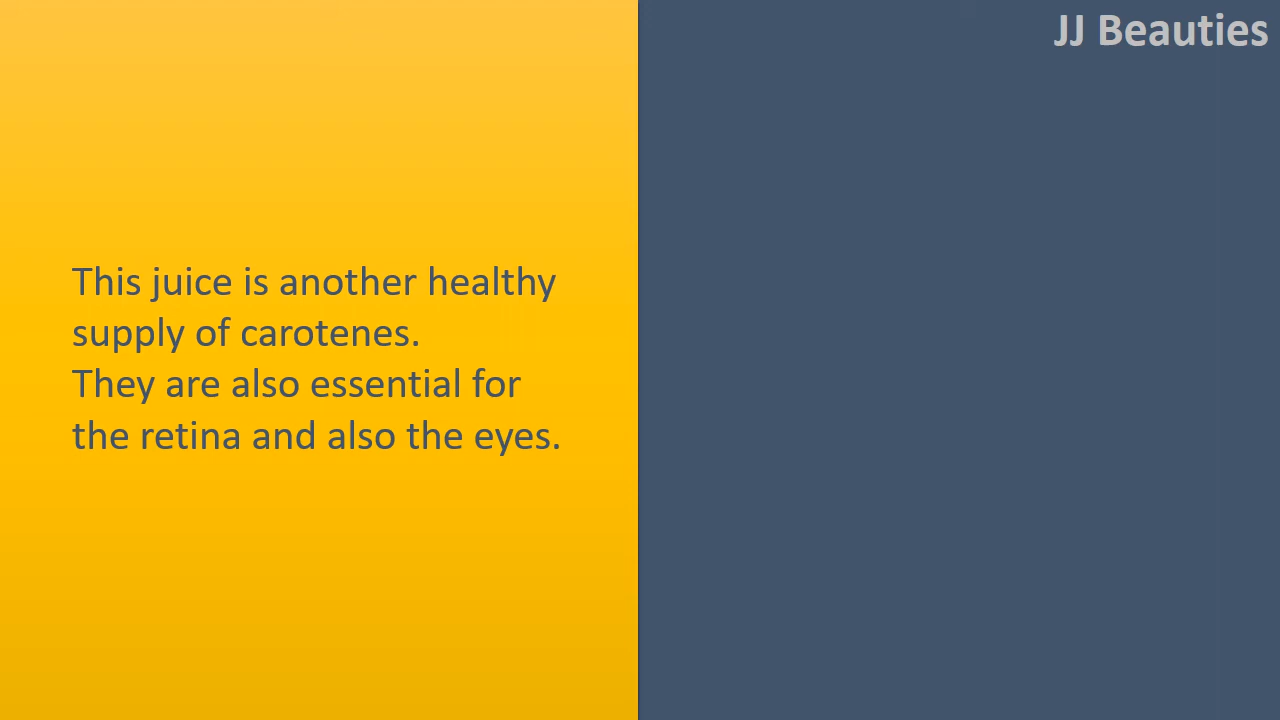 JJ Beauties
This juice is another healthy
supply of carotenes.
They are also essential for
the retina and also the eyes.